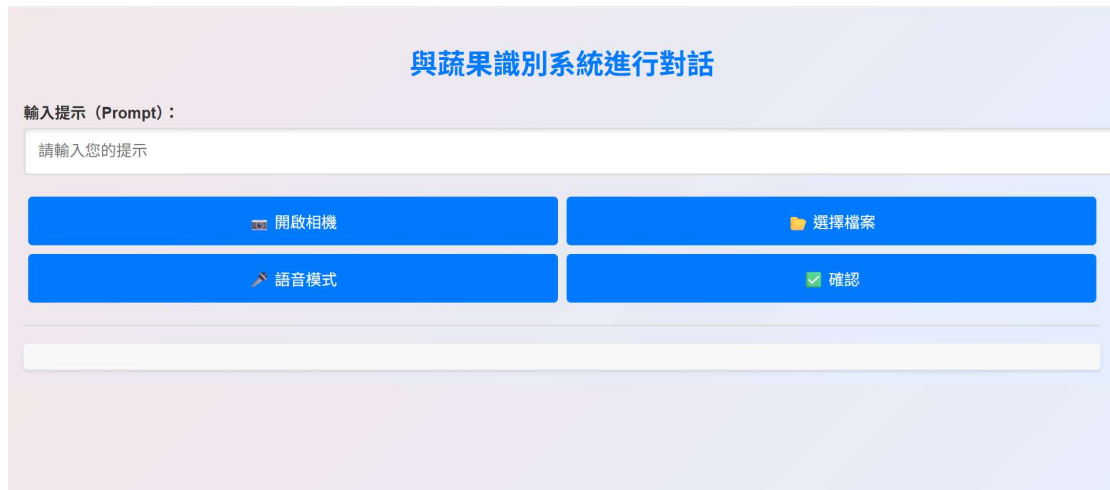 與蔬果識別系統進行對話
輸入提示（Prompt）：
請輸入您的提示
開啟相機
選擇檔案
語音模式
確認